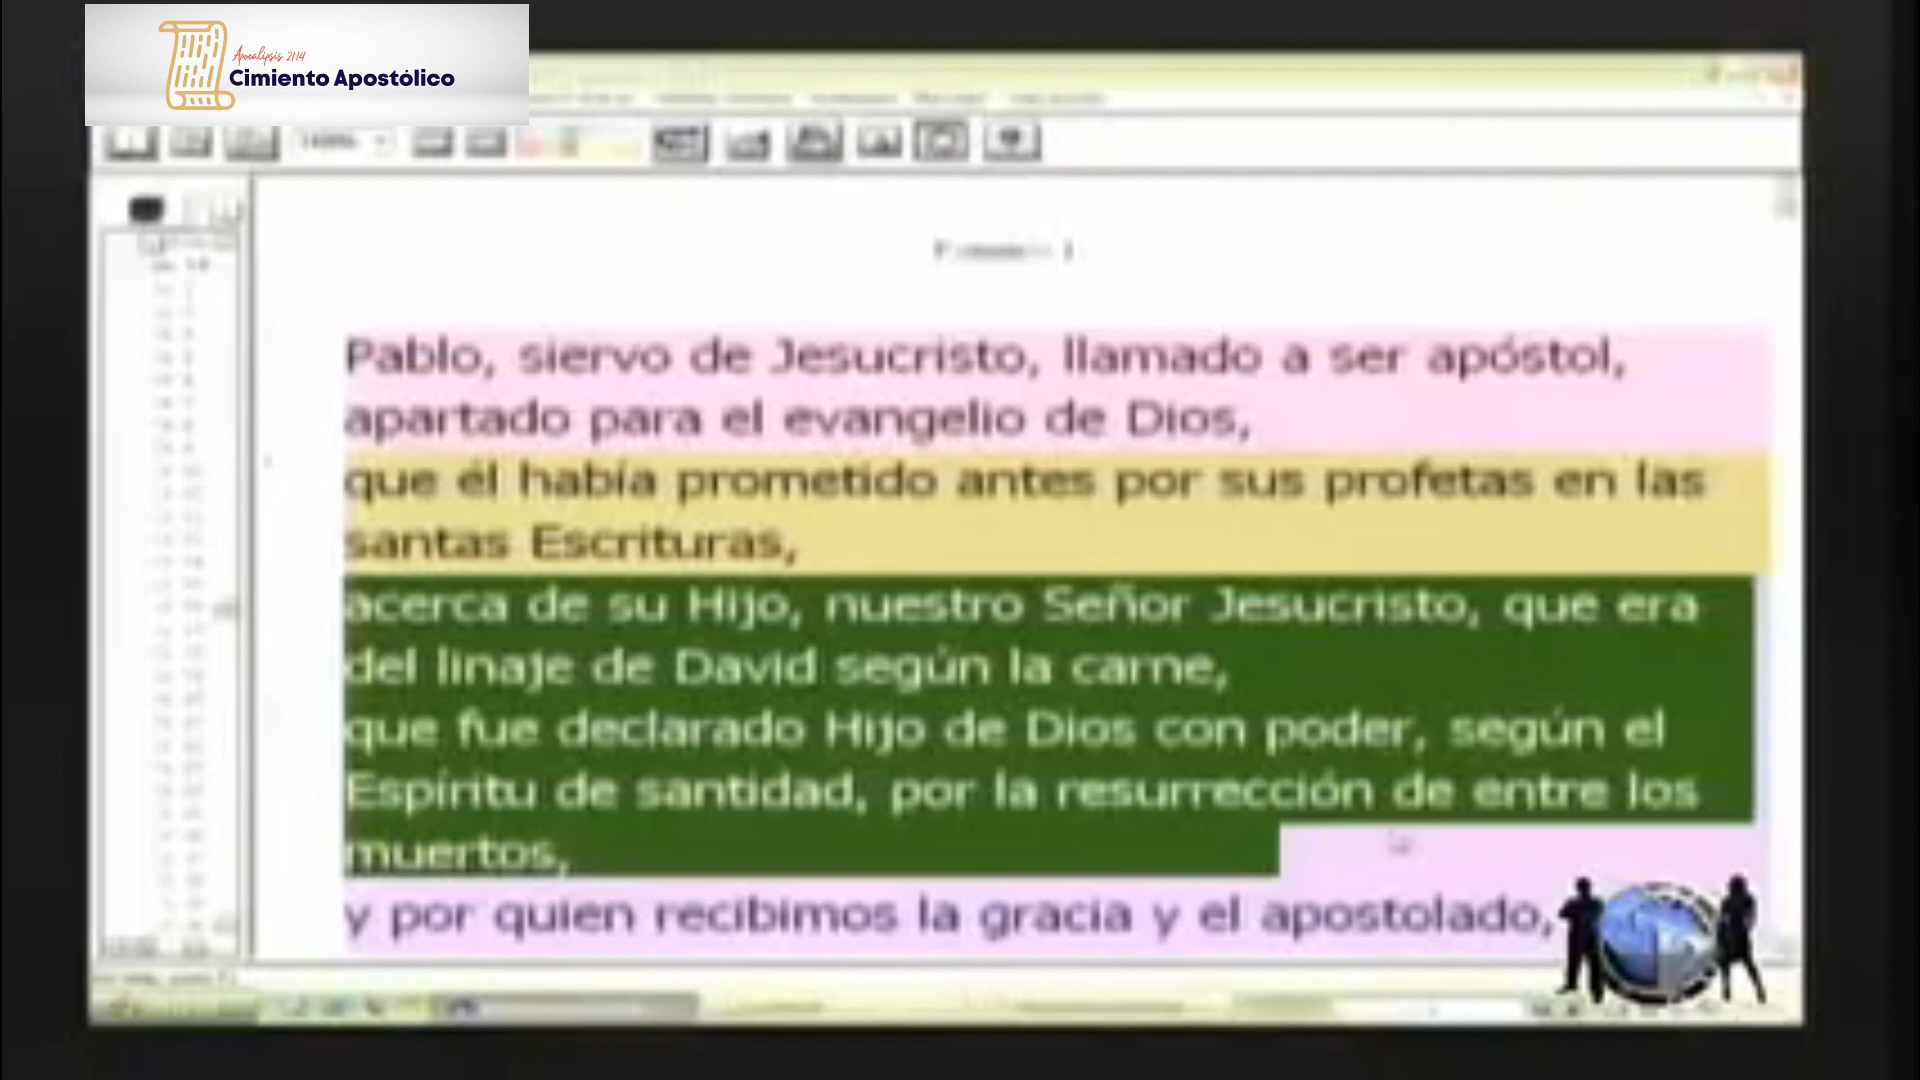 Apocalipsis 21:14
Cimiento Apostólico
Pablo, siervo de Jesucristo, llamado a ser apóstol,
apartado para el evangelio de Dios,
que él había prometido antes por sus profetas en las
santas Escrituras,
acerca de su Hijo, nuestro Señor Jesucristo, que era
del linaje de David según la carne,
que fue declarado Hijo de Dios con poder, según el
Espíritu de santidad, por la resurrección de entre los
muertos,
y por quien recibimos la gracia y el apostolado,